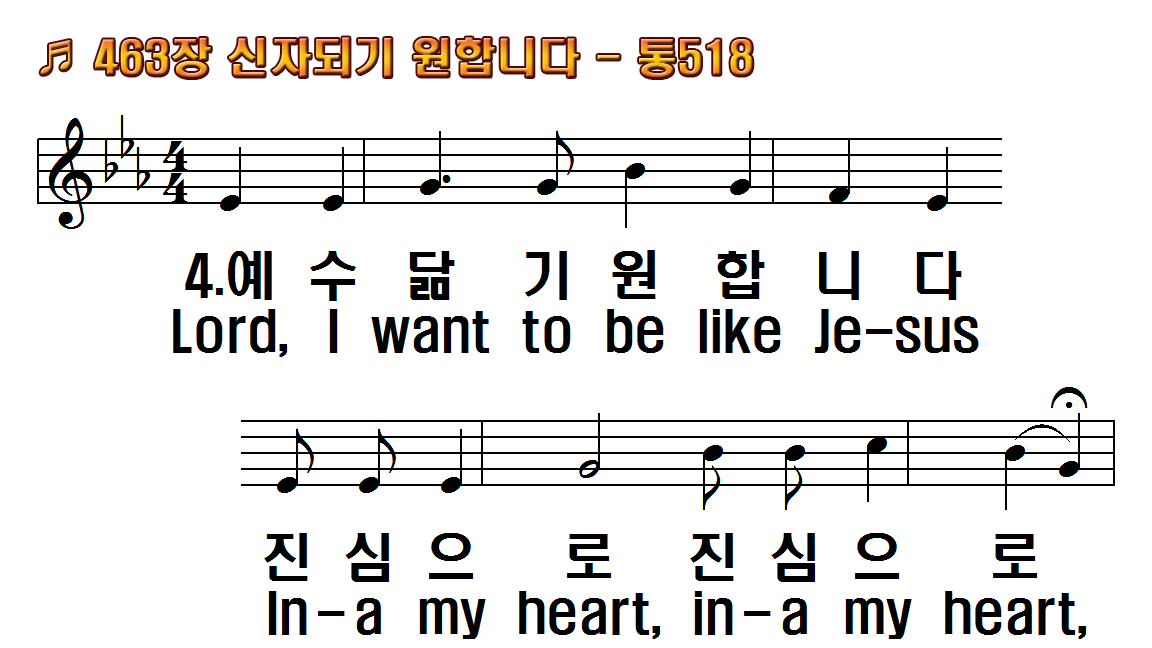 ♬ 463장 신자되기 원합니다 - 통518
4.예 수 닮 기 원 합 니 다
Lord, I want to be like Je-sus
진 심 으 로 진 심 으 로
In-a my heart, in-a my heart,